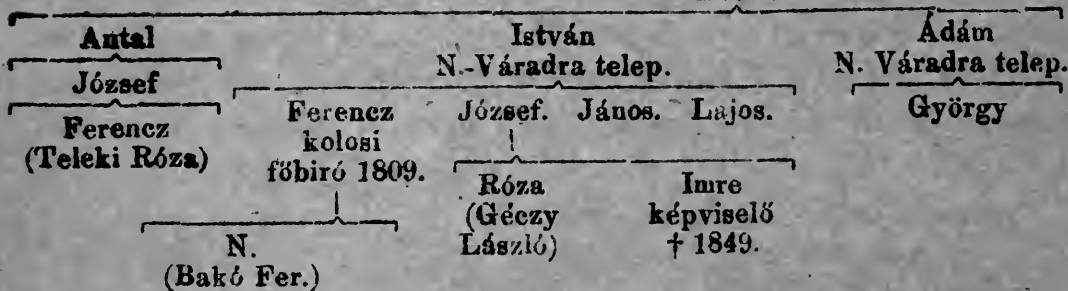 Antal István Ádám
N.-Váradra telep. N. Váradra telep.
József
Ferencz József. János. Lajos. György
Ferencz kolosi
(Teleki Róza) főbiró 1809.
Róza Imre
(Géczy képviselő
László) † 1849.
N.
(Bakó Fer.)